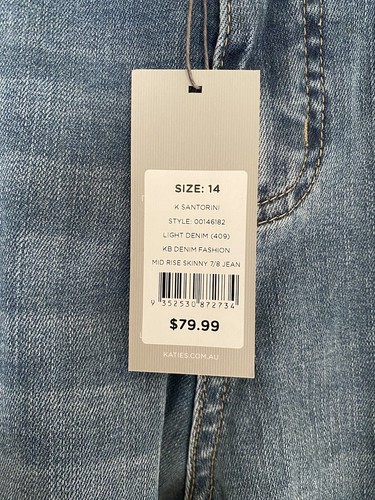 SIZE: 14
K SANTORINI
STYLE: 00146182
LIGHT DENIM (409)
KB DENIM FASHION
MID RISE SKINNY 7/8 JEAN
9 352530 872734
$79.99
KATIES.COM.AU